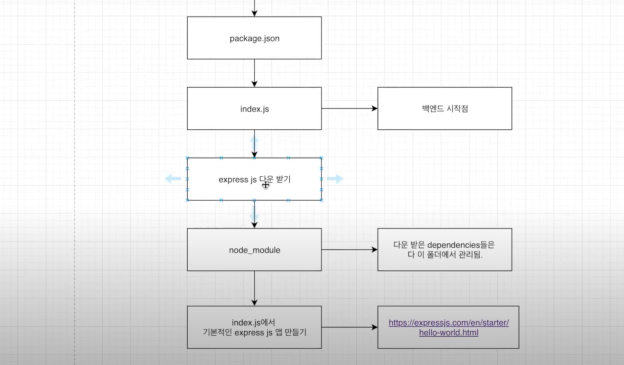 package.json
index.js
백엔드 시작점
express js 다운 받기
node_module
다운 받은 dependencies들은
다 이 폴더에서 관리됨.
index.js에서
기본적인 express js 앱 만들기
https://expressjs.com/en/starter/
hello-world.html